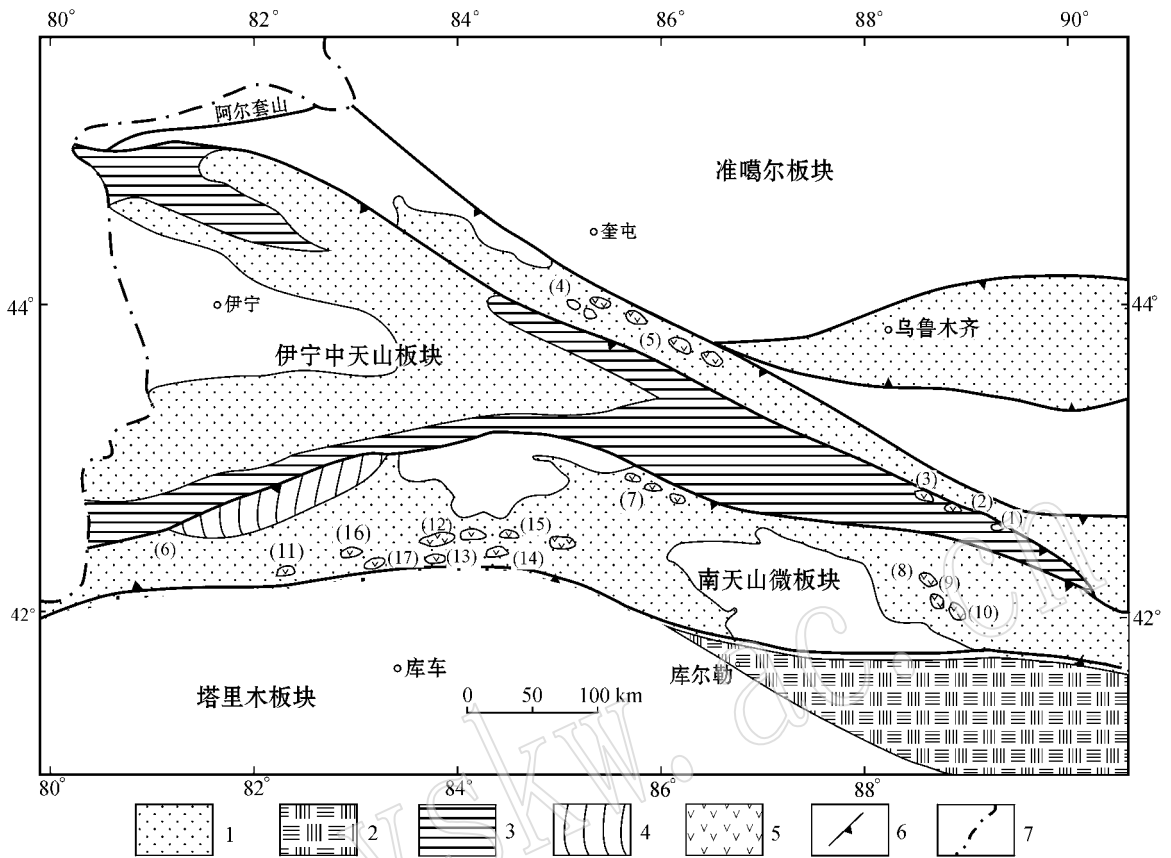 80° 82° 84° 86° 90°
阿尔套山
准噶尔板块
奎屯
44° 伊宁 (4) 乌鲁木齐 44°
(5)
伊宁中天山板块
(3)
(7) (2)
(12) (15) (1)
(16)
(6) (11) (17) (13) (14) 南天山微板块 (8) (9)
(10)
42° 42°
库车 库尔勒
塔里木板块 0 50 100 km
80° 82° 84° 86° 88°
1 2 3 4 5 6 7
yskw.ac.cn